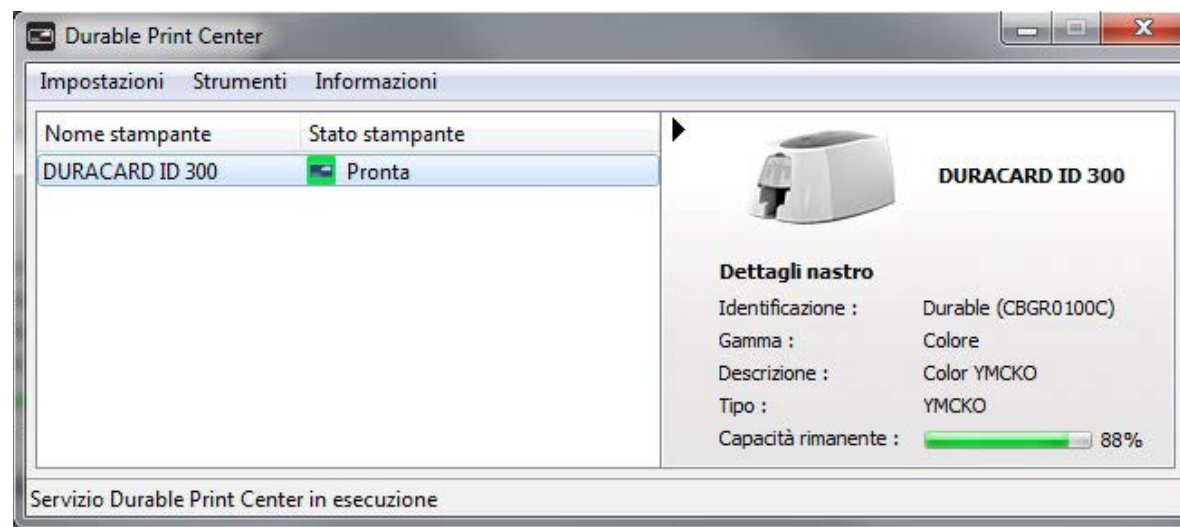 Durable Print Center
Impostazioni Strumenti Informazioni
Nome stampante Stato stampante
DURACARD ID 300 Pronta
DURACARD ID 300
Dettagli nastro
Identificazione : Durable (CBGR0100C)
Gamma : Colore
Descrizione : Color YMCKO
Tipo : YMCKO
Capacità rimanente : 88%
Servizio Durable Print Center in esecuzione